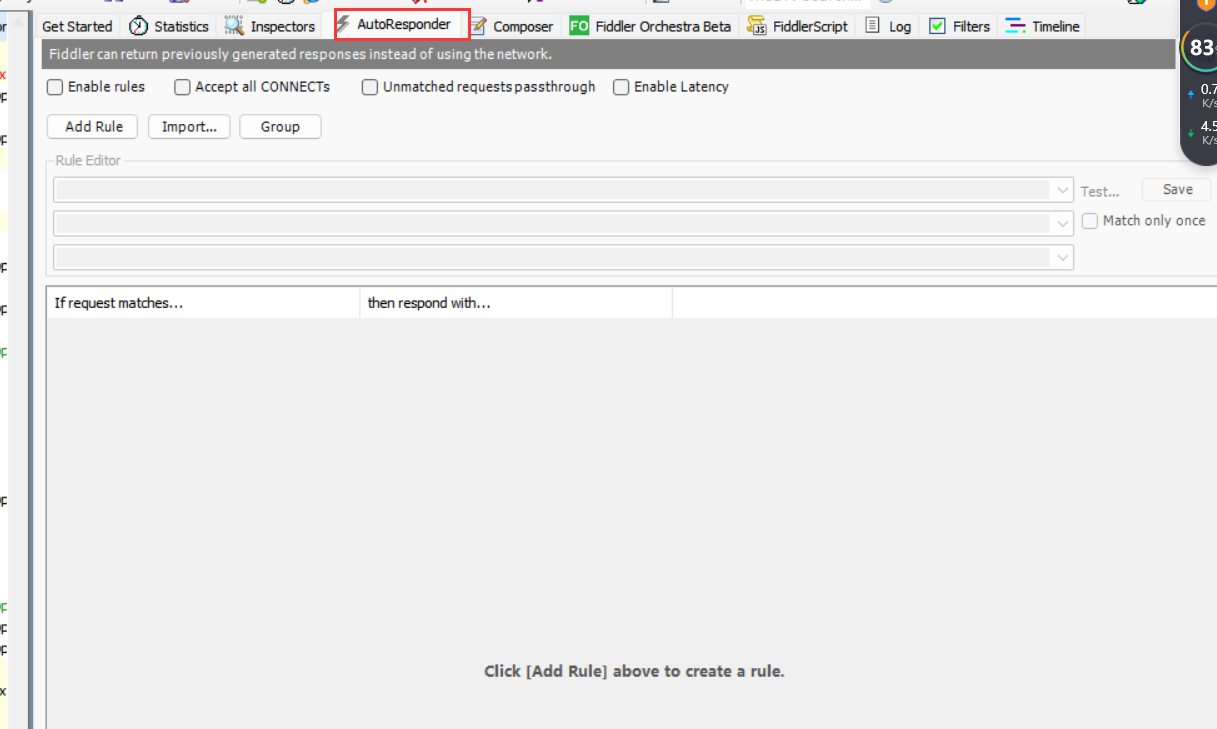 Get Started Statistics Inspectors AutoResponder Composer FO Fiddler Orchestra Beta FiddlerScript Log Filters Timeline
Fiddler can return previously generated responses instead of using the network.
Enable rules Accept all CONNECTs Unmatched requests passthrough Enable Latency
Add Rule Import... Group
Rule Editor
Test... Save
Match only once
If request matches... then respond with...
Click [Add Rule] above to create a rule.
83
0.7
K/s
4.5
K/s